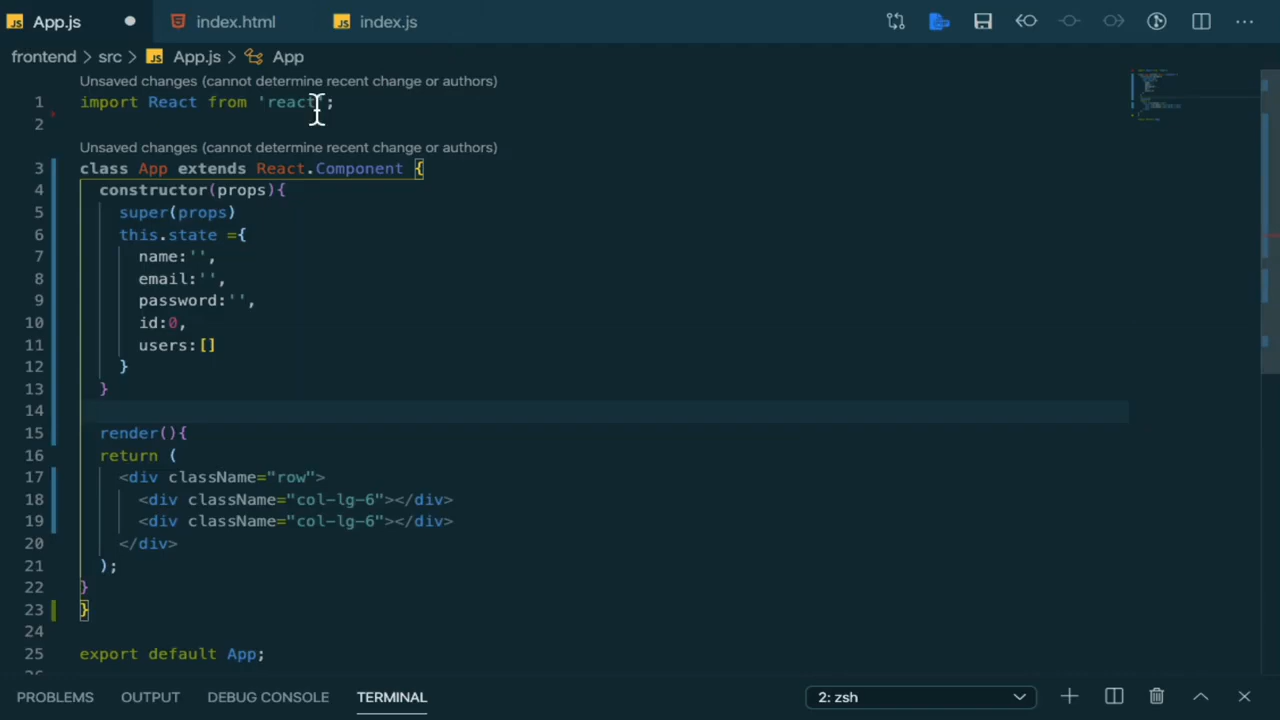 JS App.js index.html JS index.js
frontend > src > JS App.js > App
Unsaved changes (cannot determine recent change or authors)
1 import React from 'react';
2
Unsaved changes (cannot determine recent change or authors)
3 class App extends React.Component {
4 constructor(props){
5 super(props)
6 this.state ={
7 name:'',
8 email:'',
9 password:'',
10 id:0,
11 users:[]
12 }
13 }
14
15 render(){
16 return (
17 <div className="row">
18 <div className="col-lg-6"></div>
19 <div className="col-lg-6"></div>
20 </div>
21 );
22 }
23 }
24
25 export default App;
26
PROBLEMS OUTPUT DEBUG CONSOLE TERMINAL 2: zsh